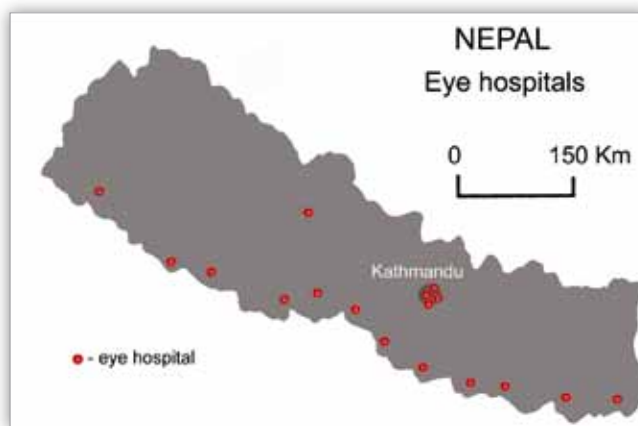 NEPAL
Eye hospitals
0 150 Km
Kathmandu
- eye hospital